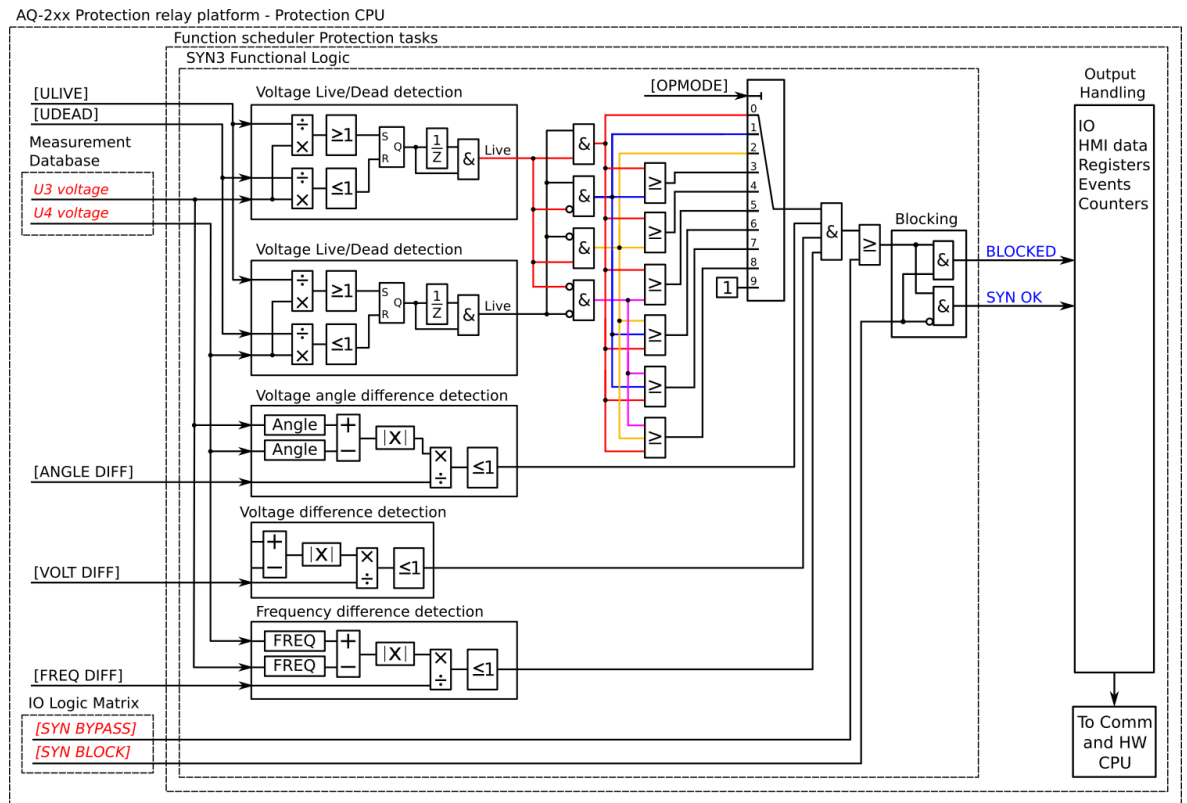 AQ-2xx Protection relay platform - Protection CPU
Function scheduler Protection tasks
SYN3 Functional Logic
[ULIVE]
[UDEAD]
Measurement
Database
U3 voltage
U4 voltage
Voltage Live/Dead detection
÷
×
≥1
÷
×
≤1
S
Q
R
1
Z
&
Live
Voltage Live/Dead detection
÷
×
≥1
÷
×
≤1
S
Q
R
1
Z
&
Live
&
&
&
&
≥
≥
≥
≥
≥
≥
[OPMODE]
0
1
2
3
4
5
6
7
8
9
1
&
≥
Blocking
&
&
BLOCKED
SYN OK
Output
Handling
IO
HMI data
Registers
Events
Counters
To Comm
and HW
CPU
Voltage angle difference detection
Angle
Angle
+
−
|X|
×
÷
≤1
[ANGLE DIFF]
Voltage difference detection
+
−
|X|
×
÷
≤1
[VOLT DIFF]
Frequency difference detection
FREQ
FREQ
+
−
|X|
×
÷
≤1
[FREQ DIFF]
IO Logic Matrix
[SYN BYPASS]
[SYN BLOCK]